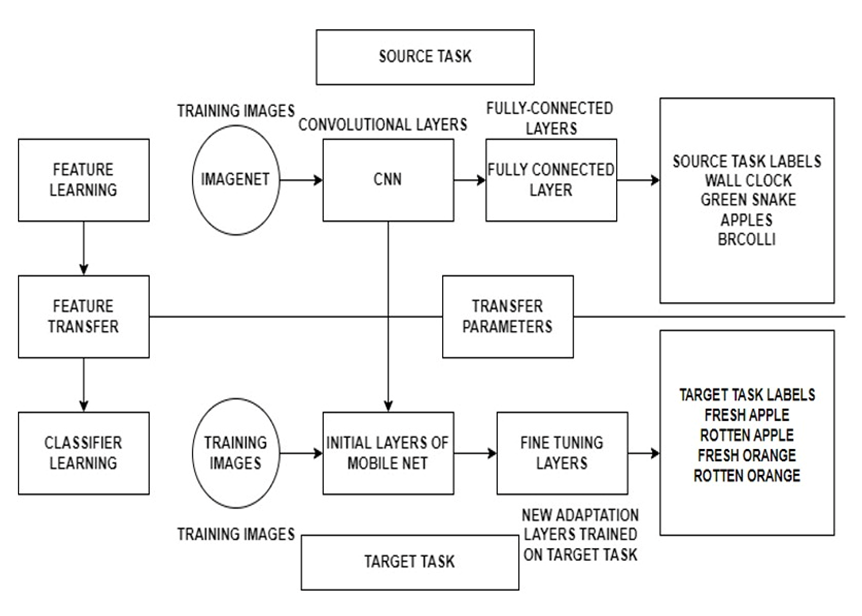 SOURCE TASK
TRAINING IMAGES
CONVOLUTIONAL LAYERS
FULLY-CONNECTED
LAYERS
FEATURE
LEARNING
IMAGENET
CNN
FULLY CONNECTED
LAYER
SOURCE TASK LABELS
WALL CLOCK
GREEN SNAKE
APPLES
BRCOLLI
FEATURE
TRANSFER
TRANSFER
PARAMETERS
CLASSIFIER
LEARNING
TRAINING
IMAGES
INITIAL LAYERS OF
MOBILE NET
FINE TUNING
LAYERS
TARGET TASK LABELS
FRESH APPLE
ROTTEN APPLE
FRESH ORANGE
ROTTEN ORANGE
TRAINING IMAGES
TARGET TASK
NEW ADAPTATION
LAYERS TRAINED
ON TARGET TASK